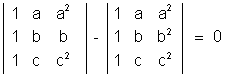 | 1 a a² | | 1 a a² |
| 1 b b | - | 1 b b² | = 0
| 1 c c² | | 1 c c² |